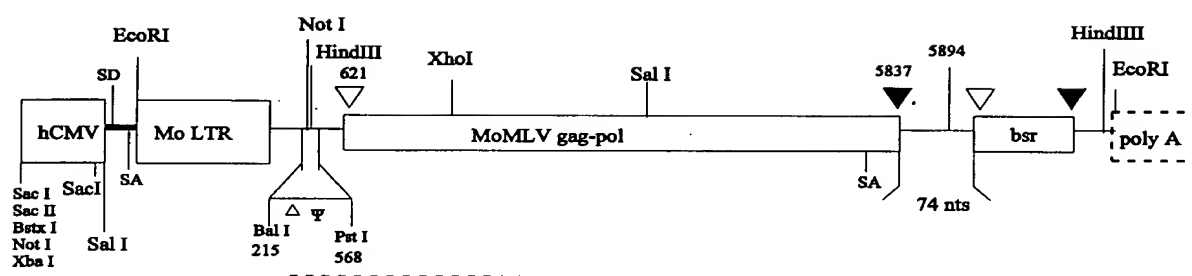 Not I
EcoRI
HindIII
HindIIIII
SD
621
XhoI
Sal I
5837
5894
EcoRI
hCMV
Mo LTR
MoMLV gag-pol
bsr
poly A
SA
SA
Sac I
SacI
Sac II
Bstx I
Not I
Xba I
Sal I
Δ Ψ
Bal I
215
Pst I
568
74 nts